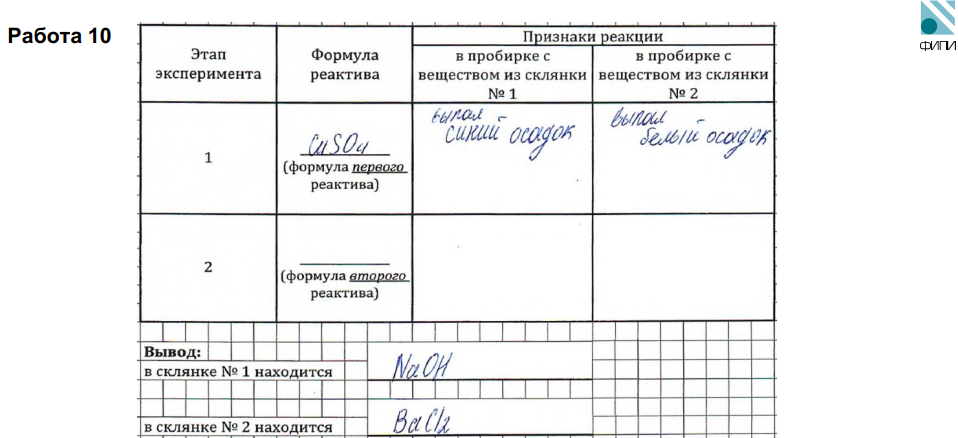 Работа 10
ФИПИ
Этап
эксперимента
Формула
реактива
Признаки реакции
в пробирке с
веществом из склянки
№ 1
в пробирке с
веществом из склянки
№ 2
1
CuSO4
(формула первого
реактива)
выпал
синий осадок
выпал
белый осадок
2
(формула второго
реактива)
Вывод:
в склянке № 1 находится
NaOH
в склянке № 2 находится
BaCl2